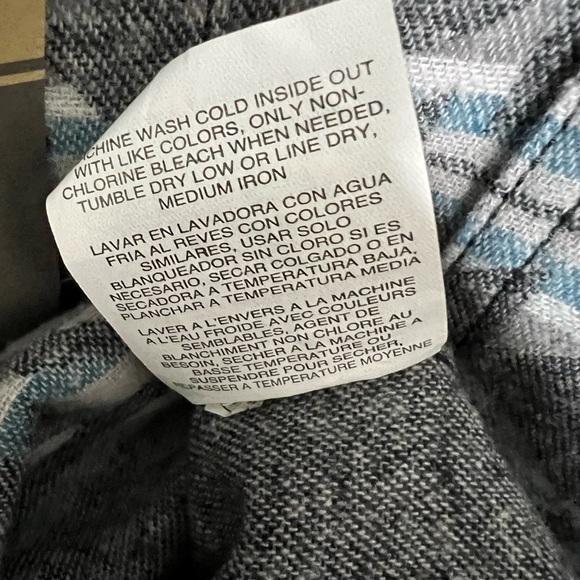 CHINE WASH COLD INSIDE OUT
WITH LIKE COLORS, ONLY NON-
CHLORINE BLEACH WHEN NEEDED,
TUMBLE DRY LOW OR LINE DRY,
MEDIUM IRON
LAVAR EN LAVADORA CON AGUA
FRIA AL REVES CON COLORES
SIMILARES, USAR SOLO
BLANQUEADOR SIN CLORO SI ES
NECESARIO, SECAR COLGADO O EN
SECADORA A TEMPERATURA BAJA,
PLANCHAR A TEMPERATURA MEDIA
LAVER A L'ENVERS A LA MACHINE
A L'EAU FROIDE AVEC COULEURS
SEMBLABLES, AGENT DE
BLANCHIMENT NON CHLORE AU
BESOIN, SECHER A LA MACHINE A
BASSE TEMPERATURE OU
SUSPENDRE POUR SECHER,
REPASSER A TEMPERATURE MOYENNE